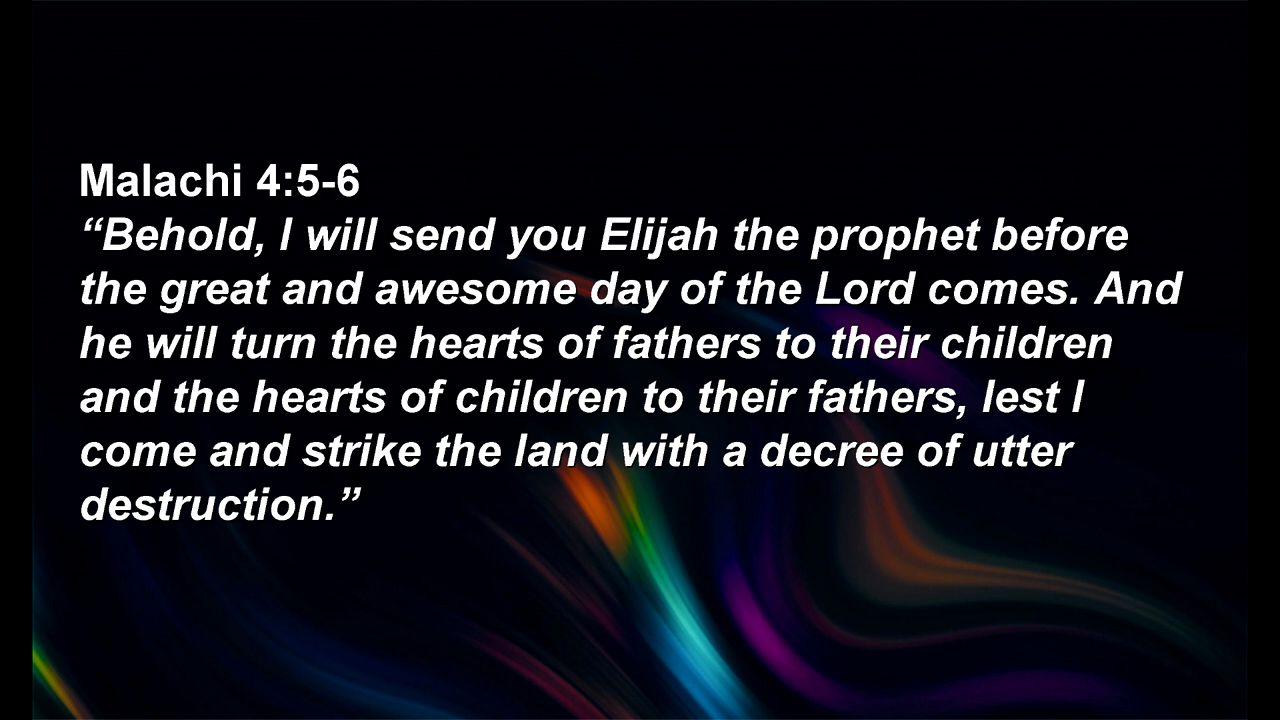 Malachi 4:5-6
“Behold, I will send you Elijah the prophet before
the great and awesome day of the Lord comes. And
he will turn the hearts of fathers to their children
and the hearts of children to their fathers, lest I
come and strike the land with a decree of utter
destruction.”